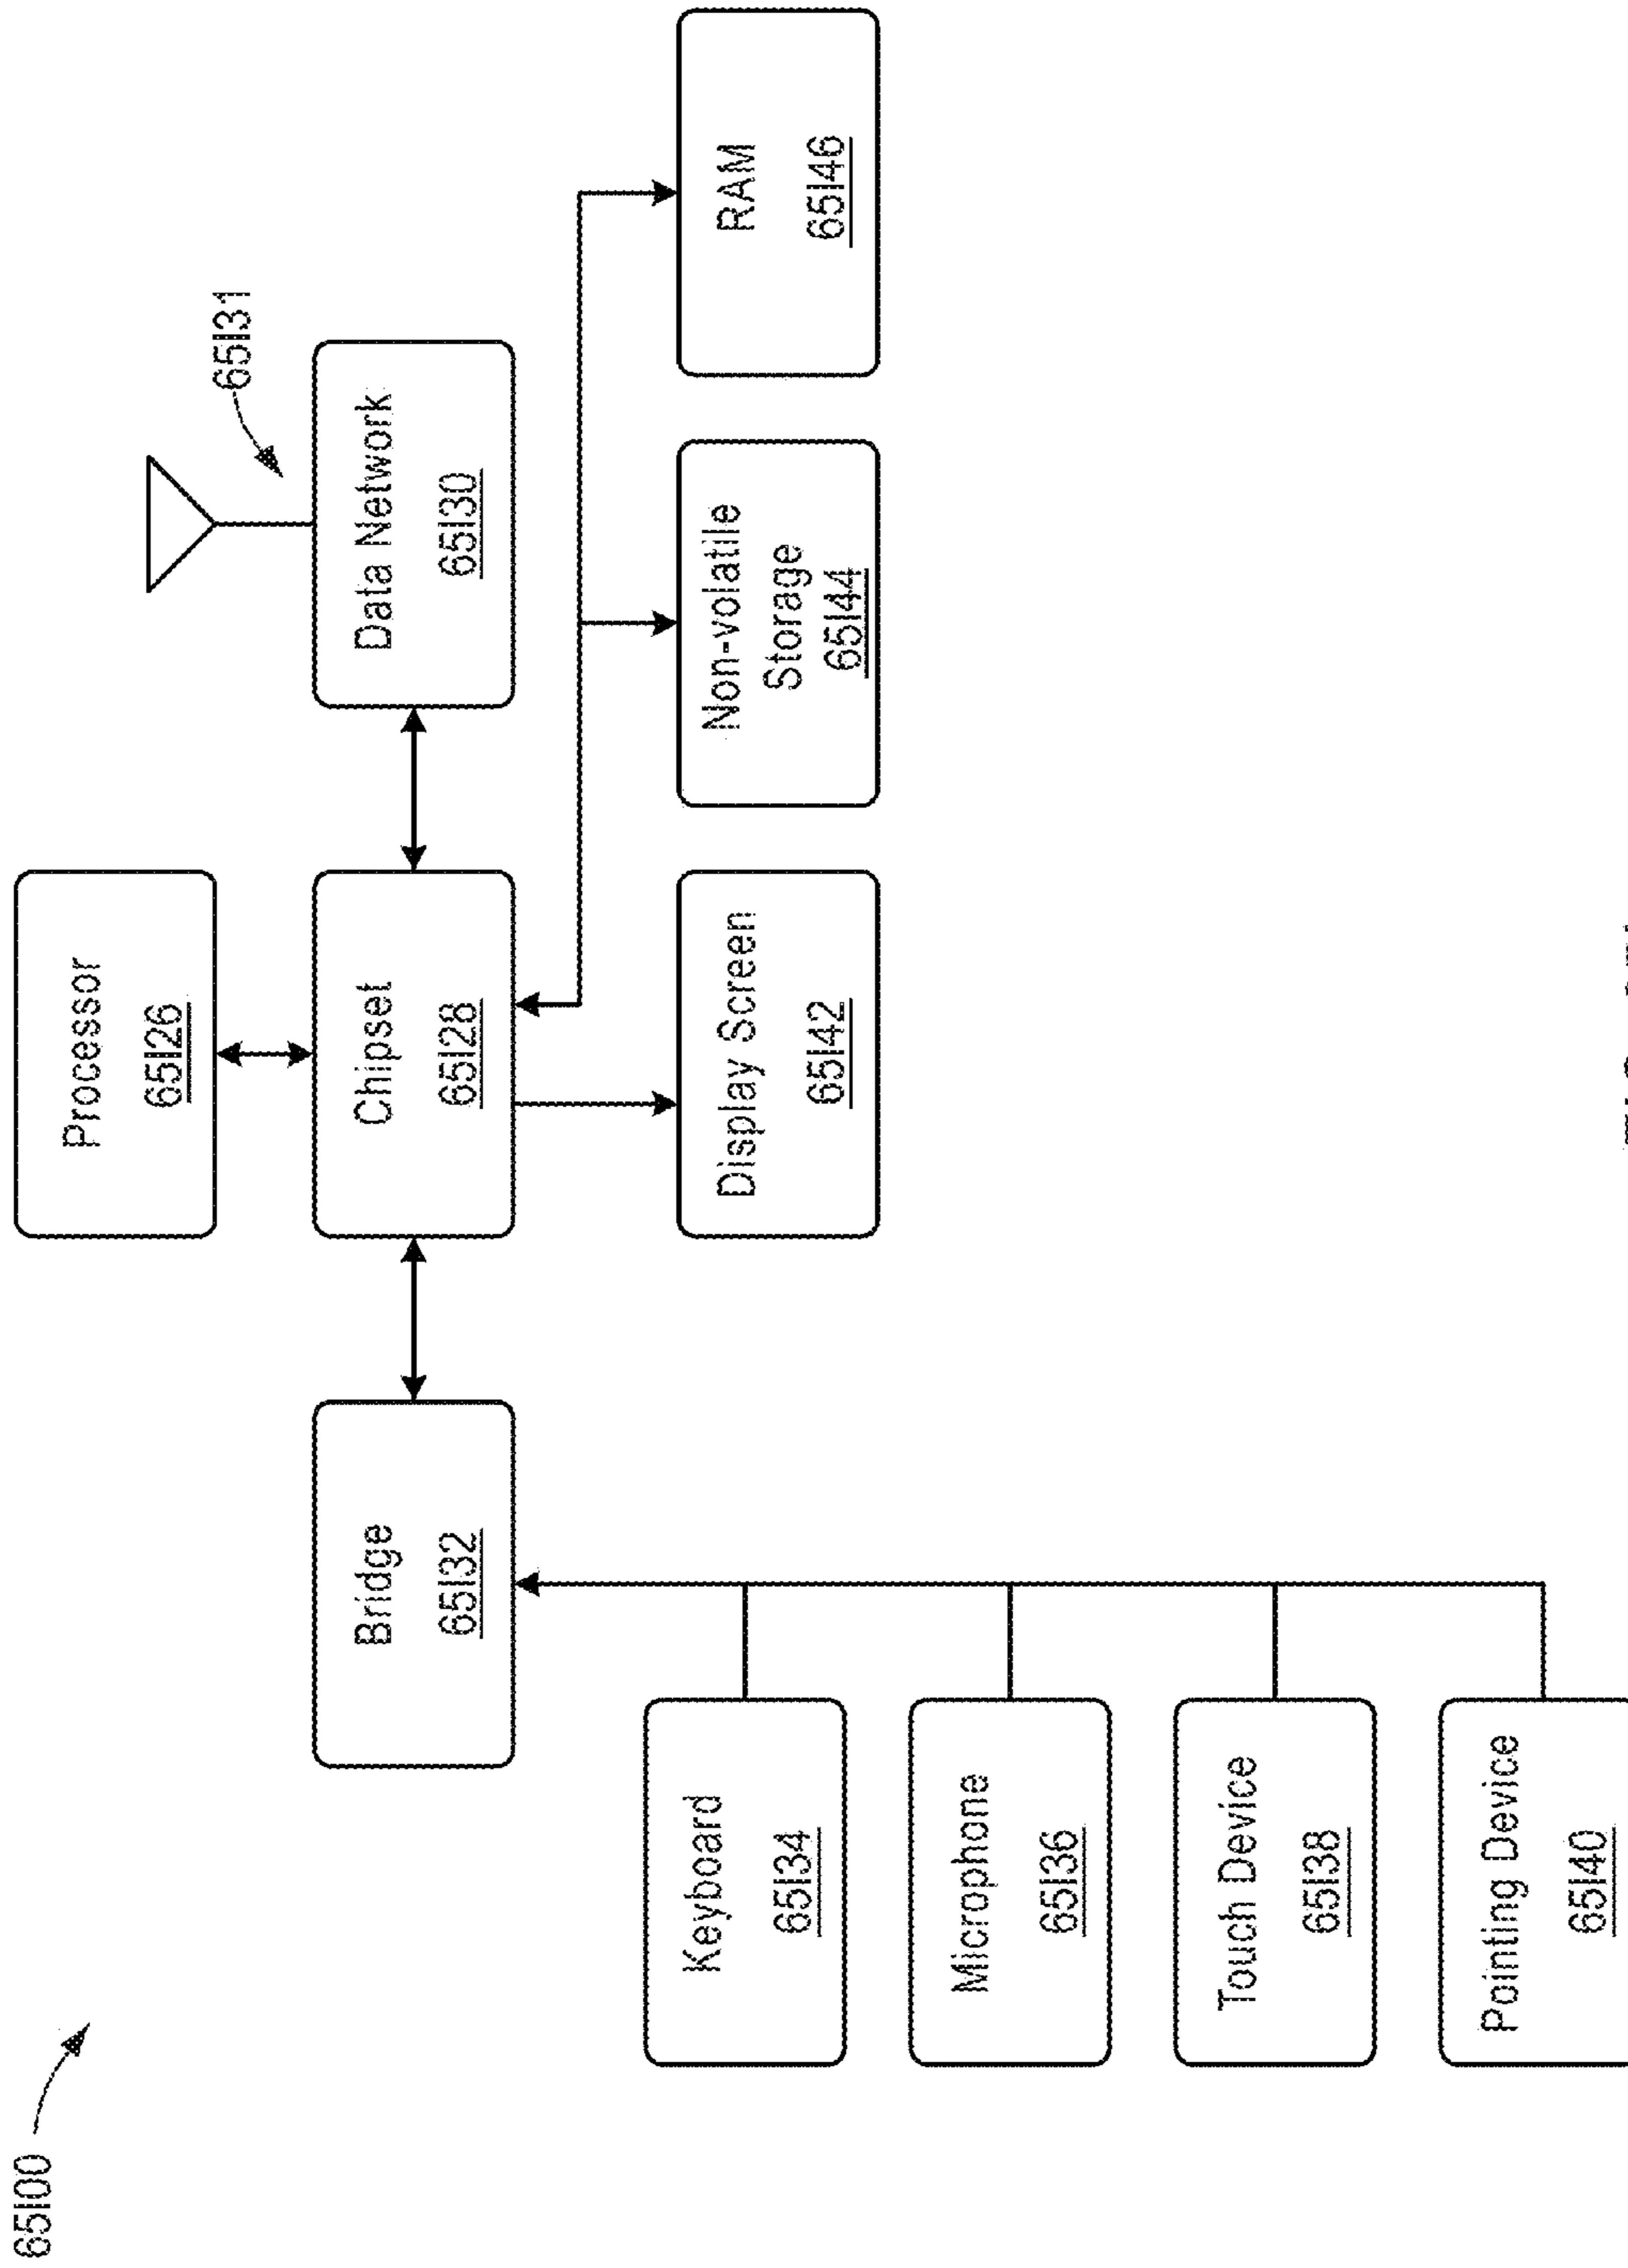 65I00
Processor
65I26
65I31
Bridge
65I32
Chipset
65I28
Data Network
65I30
Keyboard
65I34
Display Screen
65I42
Non-volatile
Storage
65I44
RAM
65I46
Microphone
65I36
Touch Device
65I38
Pointing Device
65I40